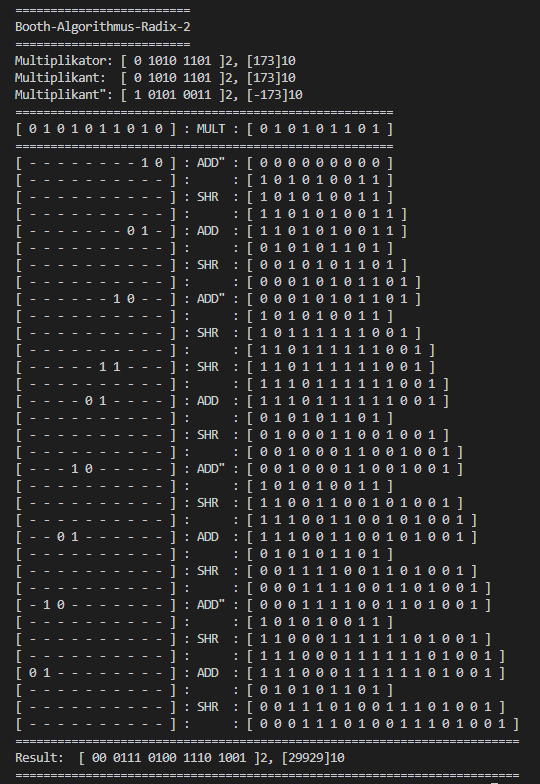 =========================
Booth-Algorithmus-Radix-2
=========================
Multiplikator: [ 0 1010 1101 ]2, [173]10
Multiplikant:  [ 0 1010 1101 ]2, [173]10
Multiplikant": [ 1 0101 0011 ]2, [-173]10
======================================================
[ 0 1 0 1 0 1 1 0 1 0 ] : MULT : [ 0 1 0 1 0 1 1 0 1 ]
======================================================
[ - - - - - - - - 1 0 ] : ADD" : [ 0 0 0 0 0 0 0 0 0 ]
[ - - - - - - - - - - ] :      : [ 1 0 1 0 1 0 0 1 1 ]
[ - - - - - - - - - - ] : SHR  : [ 1 0 1 0 1 0 0 1 1 ]
[ - - - - - - - - - - ] :      : [ 1 1 0 1 0 1 0 0 1 1 ]
[ - - - - - - - 0 1 - ] : ADD  : [ 1 1 0 1 0 1 0 0 1 1 ]
[ - - - - - - - - - - ] :      : [ 0 1 0 1 0 1 1 0 1 ]
[ - - - - - - - - - - ] : SHR  : [ 0 0 1 0 1 0 1 1 0 1 ]
[ - - - - - - - - - - ] :      : [ 0 0 0 1 0 1 0 1 1 0 1 ]
[ - - - - - - 1 0 - - ] : ADD" : [ 0 0 0 1 0 1 0 1 1 0 1 ]
[ - - - - - - - - - - ] :      : [ 1 0 1 0 1 0 0 1 1 ]
[ - - - - - - - - - - ] : SHR  : [ 1 0 1 1 1 1 1 1 0 0 1 ]
[ - - - - - - - - - - ] :      : [ 1 1 0 1 1 1 1 1 1 0 0 1 ]
[ - - - - - 1 1 - - - ] : SHR  : [ 1 1 0 1 1 1 1 1 1 0 0 1 ]
[ - - - - - - - - - - ] :      : [ 1 1 1 0 1 1 1 1 1 1 0 0 1 ]
[ - - - - 0 1 - - - - ] : ADD  : [ 1 1 1 0 1 1 1 1 1 1 0 0 1 ]
[ - - - - - - - - - - ] :      : [ 0 1 0 1 0 1 1 0 1 ]
[ - - - - - - - - - - ] : SHR  : [ 0 1 0 0 0 1 1 0 0 1 0 0 1 ]
[ - - - - - - - - - - ] :      : [ 0 0 1 0 0 0 1 1 0 0 1 0 0 1 ]
[ - - - 1 0 - - - - - ] : ADD" : [ 0 0 1 0 0 0 1 1 0 0 1 0 0 1 ]
[ - - - - - - - - - - ] :      : [ 1 0 1 0 1 0 0 1 1 ]
[ - - - - - - - - - - ] : SHR  : [ 1 1 0 0 1 1 0 0 1 0 1 0 0 1 ]
[ - - - - - - - - - - ] :      : [ 1 1 1 0 0 1 1 0 0 1 0 1 0 0 1 ]
[ - - 0 1 - - - - - - ] : ADD  : [ 1 1 1 0 0 1 1 0 0 1 0 1 0 0 1 ]
[ - - - - - - - - - - ] :      : [ 0 1 0 1 0 1 1 0 1 ]
[ - - - - - - - - - - ] : SHR  : [ 0 0 1 1 1 1 0 0 1 1 0 1 0 0 1 ]
[ - - - - - - - - - - ] :      : [ 0 0 0 1 1 1 1 0 0 1 1 0 1 0 0 1 ]
[ - 1 0 - - - - - - - ] : ADD" : [ 0 0 0 1 1 1 1 0 0 1 1 0 1 0 0 1 ]
[ - - - - - - - - - - ] :      : [ 1 0 1 0 1 0 0 1 1 ]
[ - - - - - - - - - - ] : SHR  : [ 1 1 0 0 0 1 1 1 1 1 1 0 1 0 0 1 ]
[ - - - - - - - - - - ] :      : [ 1 1 1 0 0 0 1 1 1 1 1 1 0 1 0 0 1 ]
[ 0 1 - - - - - - - - ] : ADD  : [ 1 1 1 0 0 0 1 1 1 1 1 1 0 1 0 0 1 ]
[ - - - - - - - - - - ] :      : [ 0 1 0 1 0 1 1 0 1 ]
[ - - - - - - - - - - ] : SHR  : [ 0 0 1 1 1 0 1 0 0 1 1 1 0 1 0 0 1 ]
[ - - - - - - - - - - ] :      : [ 0 0 0 1 1 1 0 1 0 0 1 1 1 0 1 0 0 1 ]
========================================================================
Result:  [ 00 0111 0100 1110 1001 ]2, [29929]10
========================================================================